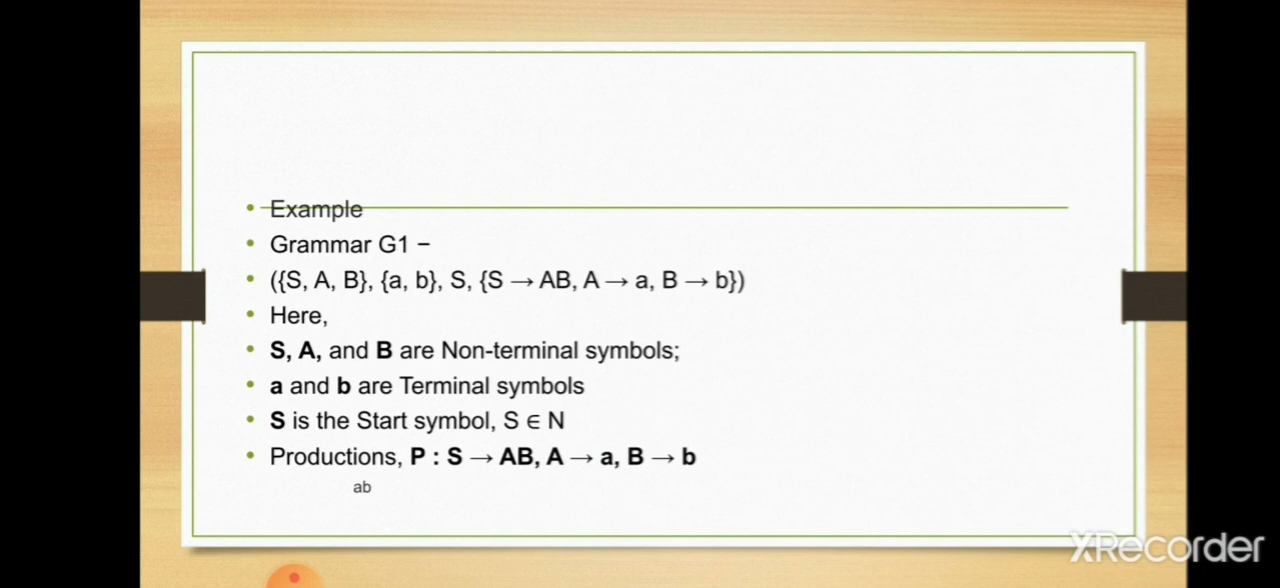 • Example
• Grammar G1 −
• ({S, A, B}, {a, b}, S, {S → AB, A → a, B → b})
• Here,
• S, A, and B are Non-terminal symbols;
• a and b are Terminal symbols
• S is the Start symbol, S ∈ N
• Productions, P : S → AB, A → a, B → b
ab
XRecorder